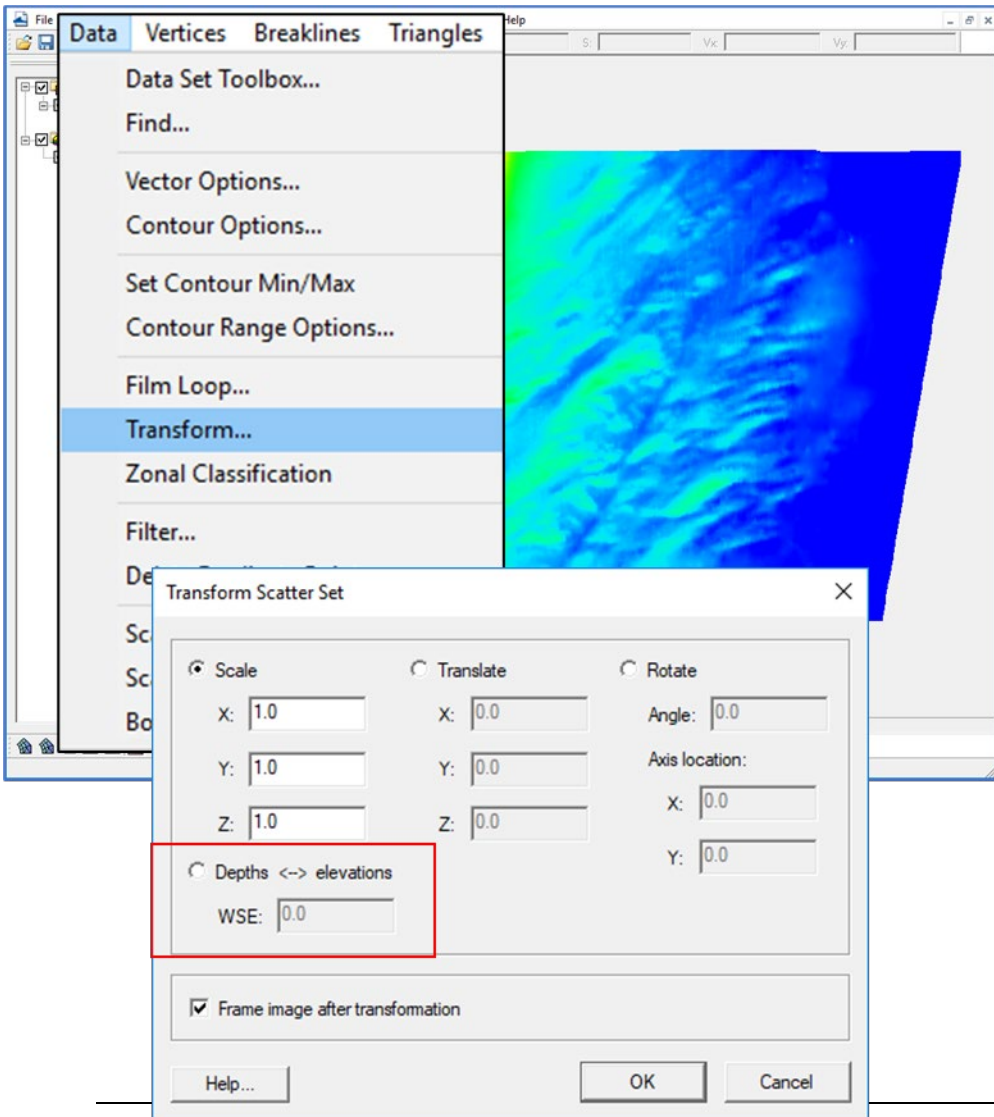 File
Help
S:
Vx:
Vy:
Data Vertices Breaklines Triangles
Data Set Toolbox...
Find...
Vector Options...
Contour Options...
Set Contour Min/Max
Contour Range Options...
Film Loop...
Transform...
Zonal Classification
Filter...
Sc
Sc
Bo
Transform Scatter Set
Scale Translate Rotate
X: 1.0 X: 0.0 Angle: 0.0
Y: 1.0 Y: 0.0 Axis location:
Z: 1.0 Z: 0.0 X: 0.0
Y: 0.0
Depths <--> elevations
WSE: 0.0
Frame image after transformation
Help... OK Cancel